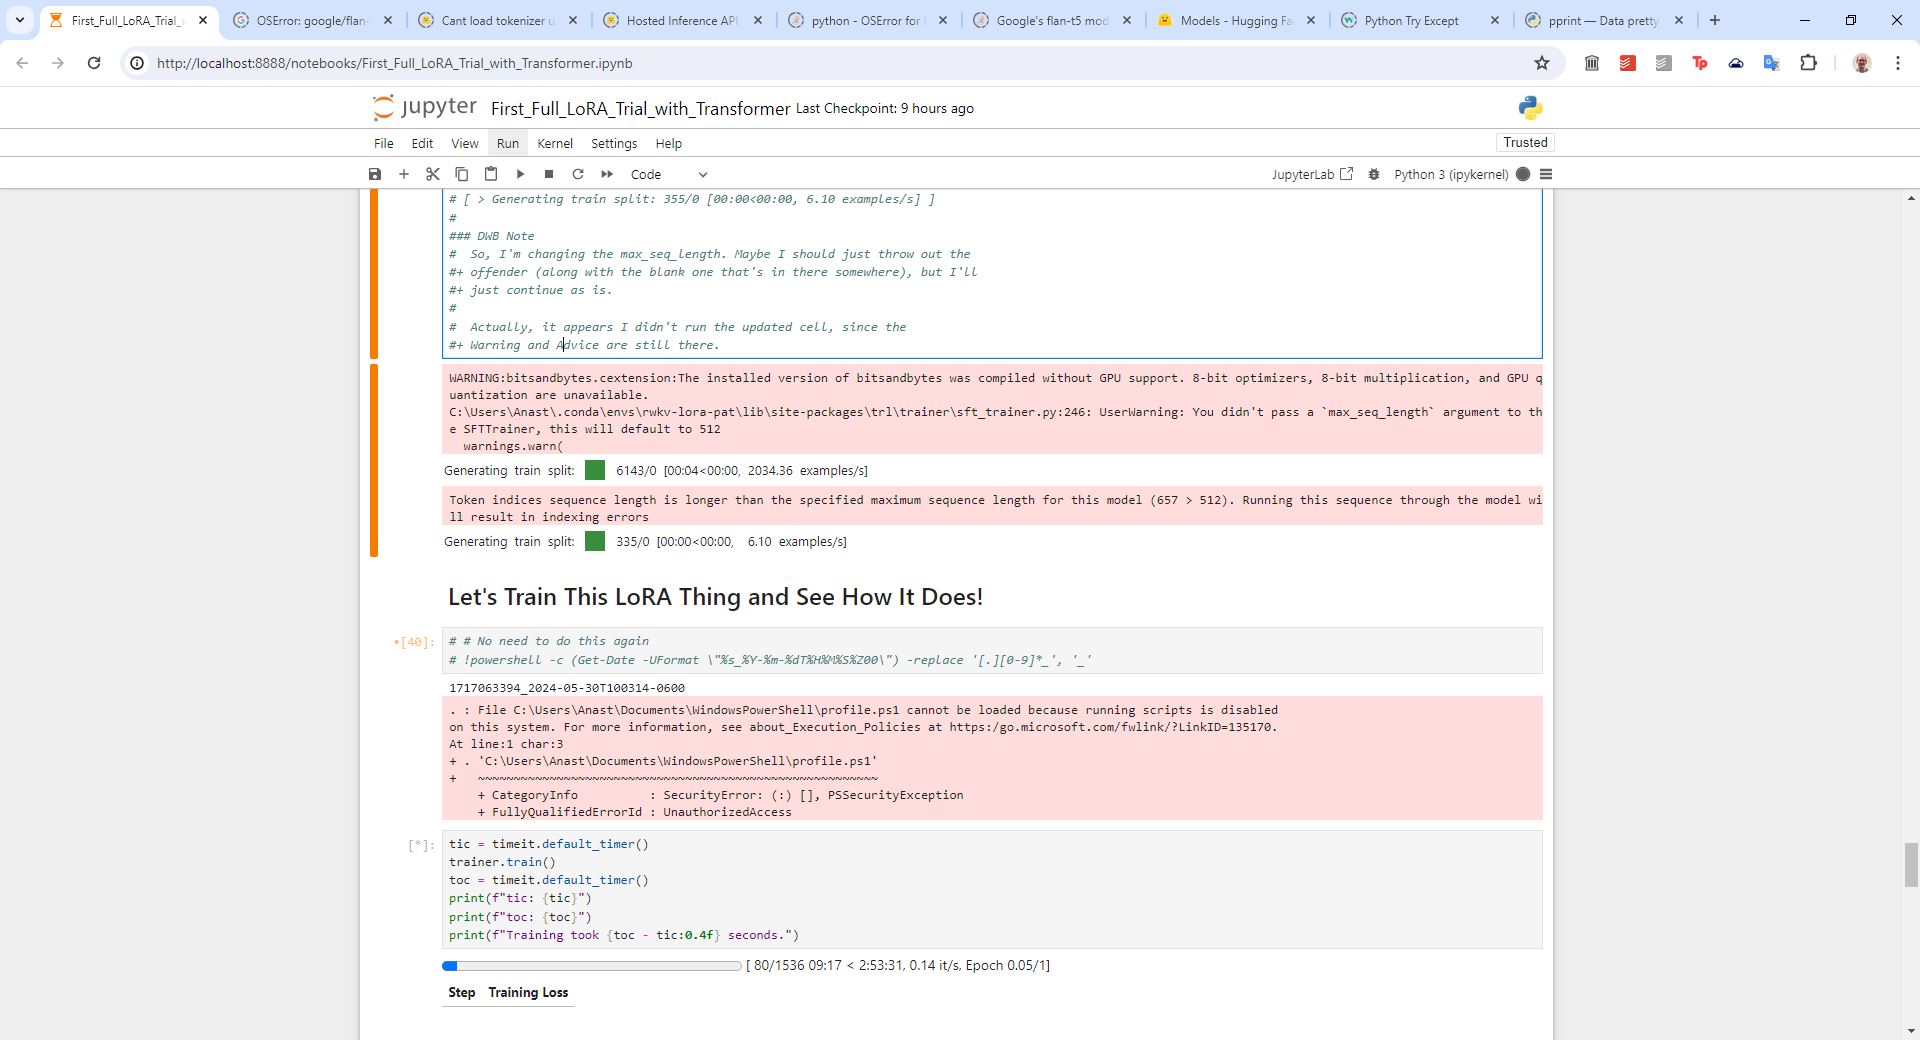 First_Full_LoRA_Trial_
OSError: google/flan-
Cant load tokenizer u
Hosted Inference API
python - OSError for
Google's flan-t5 mod
Models - Hugging Fa
Python Try Except
pprint — Data pretty
http://localhost:8888/notebooks/First_Full_LoRA_Trial_with_Transformer.ipynb
jupyter First_Full_LoRA_Trial_with_Transformer Last Checkpoint: 9 hours ago
File Edit View Run Kernel Settings Help Trusted
Code JupyterLab Python 3 (ipykernel)
# [ > Generating train split: 355/0 [00:00<00:00, 6.10 examples/s] ]
#
### DWB Note
#  So, I'm changing the max_seq_length. Maybe I should just throw out the
#+ offender (along with the blank one that's in there somewhere), but I'll
#+ just continue as is.
#
#  Actually, it appears I didn't run the updated cell, since the
#+ Warning and Advice are still there.
WARNING:bitsandbytes.cextension:The installed version of bitsandbytes was compiled without GPU support. 8-bit optimizers, 8-bit multiplication, and GPU q
uantization are unavailable.
C:\Users\Anast\.conda\envs\rwkv-lora-pat\lib\site-packages\trl\trainer\sft_trainer.py:246: UserWarning: You didn't pass a `max_seq_length` argument to th
e SFTTrainer, this will default to 512
  warnings.warn(
Generating train split: 6143/0 [00:04<00:00, 2034.36 examples/s]
Token indices sequence length is longer than the specified maximum sequence length for this model (657 > 512). Running this sequence through the model wi
ll result in indexing errors
Generating train split: 335/0 [00:00<00:00, 6.10 examples/s]
Let's Train This LoRA Thing and See How It Does!
•[40]: # # No need to do this again
# !powershell -c (Get-Date -UFormat \"%s_%Y-%m-%dT%H%M%S%Z00\") -replace '[.][0-9]*_', '_'
1717063394_2024-05-30T100314-0600
. : File C:\Users\Anast\Documents\WindowsPowerShell\profile.ps1 cannot be loaded because running scripts is disabled
on this system. For more information, see about_Execution_Policies at https:/go.microsoft.com/fwlink/?LinkID=135170.
At line:1 char:3
+ . 'C:\Users\Anast\Documents\WindowsPowerShell\profile.ps1'
+   ~~~~~~~~~~~~~~~~~~~~~~~~~~~~~~~~~~~~~~~~~~~~~~~~~~~~~~~~
    + CategoryInfo          : SecurityError: (:) [], PSSecurityException
    + FullyQualifiedErrorId : UnauthorizedAccess
[*]: tic = timeit.default_timer()
trainer.train()
toc = timeit.default_timer()
print(f"tic: {tic}")
print(f"toc: {toc}")
print(f"Training took {toc - tic:0.4f} seconds.")
[ 80/1536 09:17 < 2:53:31, 0.14 it/s, Epoch 0.05/1]
Step Training Loss